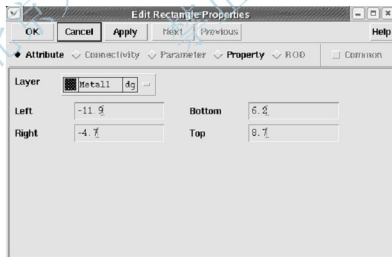 Edit Rectangle Properties
OK Cancel Apply Next Previous Help
Attribute Connectivity Parameter Property ROD Common
Layer Metall dg
Left -11.9 Bottom 6.2
Right -4.7 Top 8.7